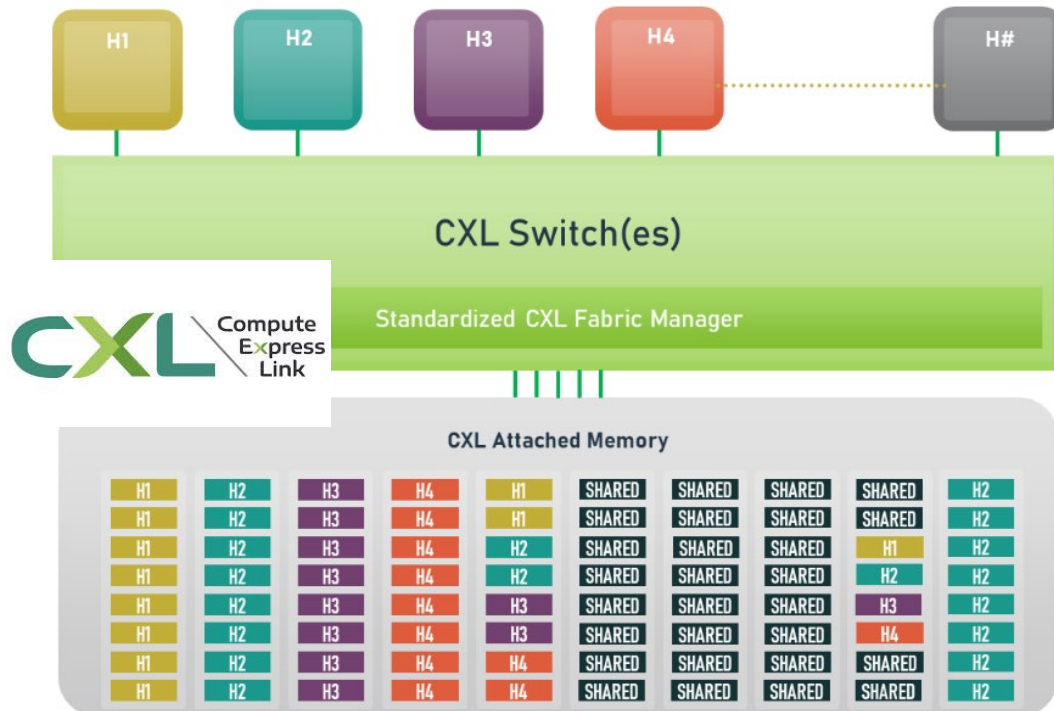 H1 H2 H3 H4 H#
CXL Switch(es)
Standardized CXL Fabric Manager
CXL Compute
Express
Link
CXL Attached Memory
H1 H2 H3 H4 H1 SHARED SHARED SHARED SHARED H2
H1 H2 H3 H4 H1 SHARED SHARED SHARED SHARED H2
H1 H2 H3 H4 H2 SHARED SHARED SHARED H1 H2
H1 H2 H3 H4 H2 SHARED SHARED SHARED H2 H2
H1 H2 H3 H4 H3 SHARED SHARED SHARED H3 H2
H1 H2 H3 H4 H3 SHARED SHARED SHARED H4 H2
H1 H2 H3 H4 H4 SHARED SHARED SHARED SHARED H2
H1 H2 H3 H4 H4 SHARED SHARED SHARED SHARED H2